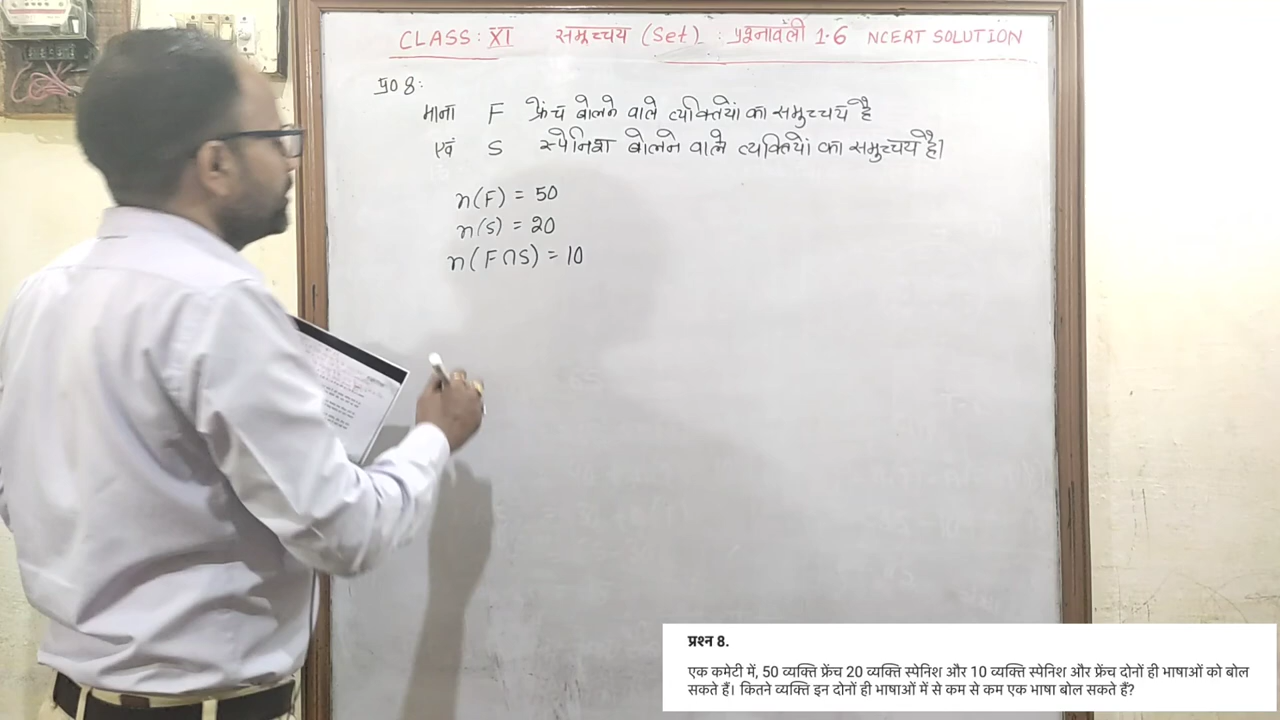 CLASS: XI समुच्चय (Set) : प्रश्नावली 1.6 NCERT SOLUTION
प्र0 8:
माना F फ्रेंच बोलने वाले व्यक्तियों का समुच्चय है
एवं S स्पेनिश बोलने वाले व्यक्तियों का समुच्चय है।
n(F) = 50
n(S) = 20
n(F∩S) = 10
प्रश्न 8.
एक कमेटी में, 50 व्यक्ति फ्रेंच 20 व्यक्ति स्पेनिश और 10 व्यक्ति स्पेनिश और फ्रेंच दोनों ही भाषाओं को बोल
सकते हैं। कितने व्यक्ति इन दोनों ही भाषाओं में से कम से कम एक भाषा बोल सकते हैं?